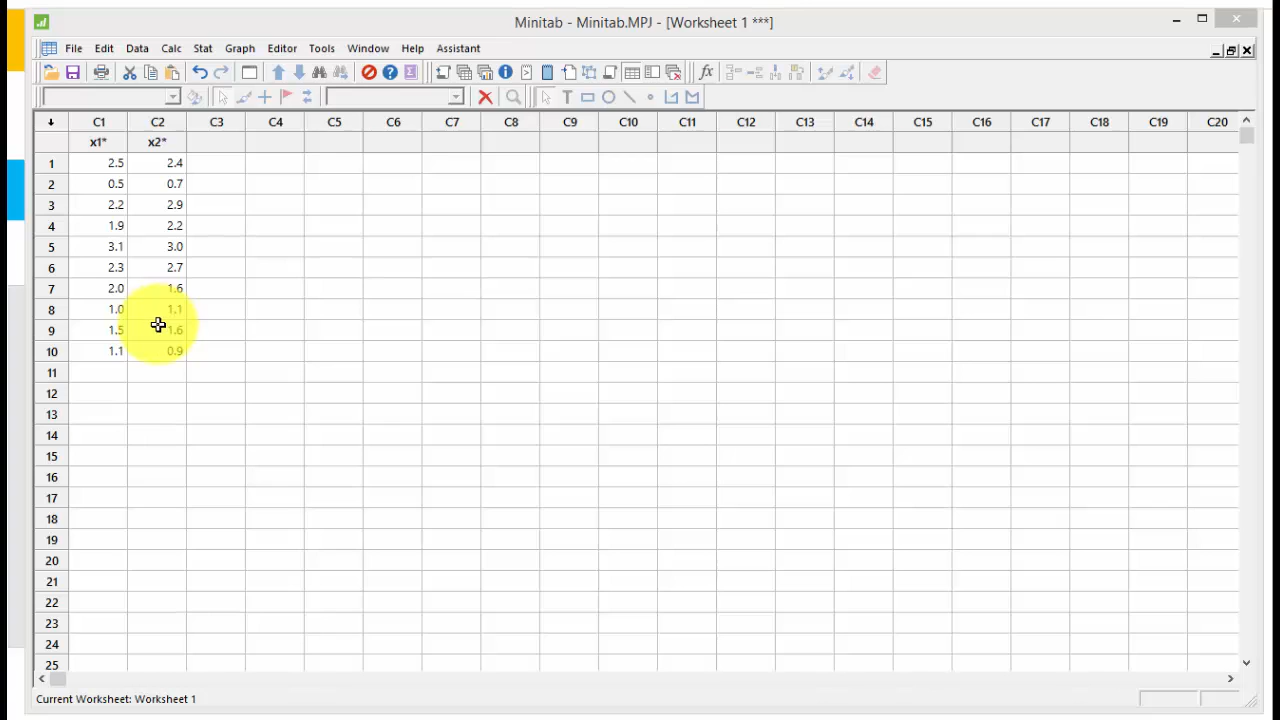 Minitab - Minitab.MPJ - [Worksheet 1 ***]
File Edit Data Calc Stat Graph Editor Tools Window Help Assistant
C1 C2 C3 C4 C5 C6 C7 C8 C9 C10 C11 C12 C13 C14 C15 C16 C17 C18 C19 C20
x1* x2*
1 2.5 2.4
2 0.5 0.7
3 2.2 2.9
4 1.9 2.2
5 3.1 3.0
6 2.3 2.7
7 2.0 1.6
8 1.0 1.1
9 1.5 1.6
10 1.1 0.9
11
12
13
14
15
16
17
18
19
20
21
22
23
24
25
Current Worksheet: Worksheet 1